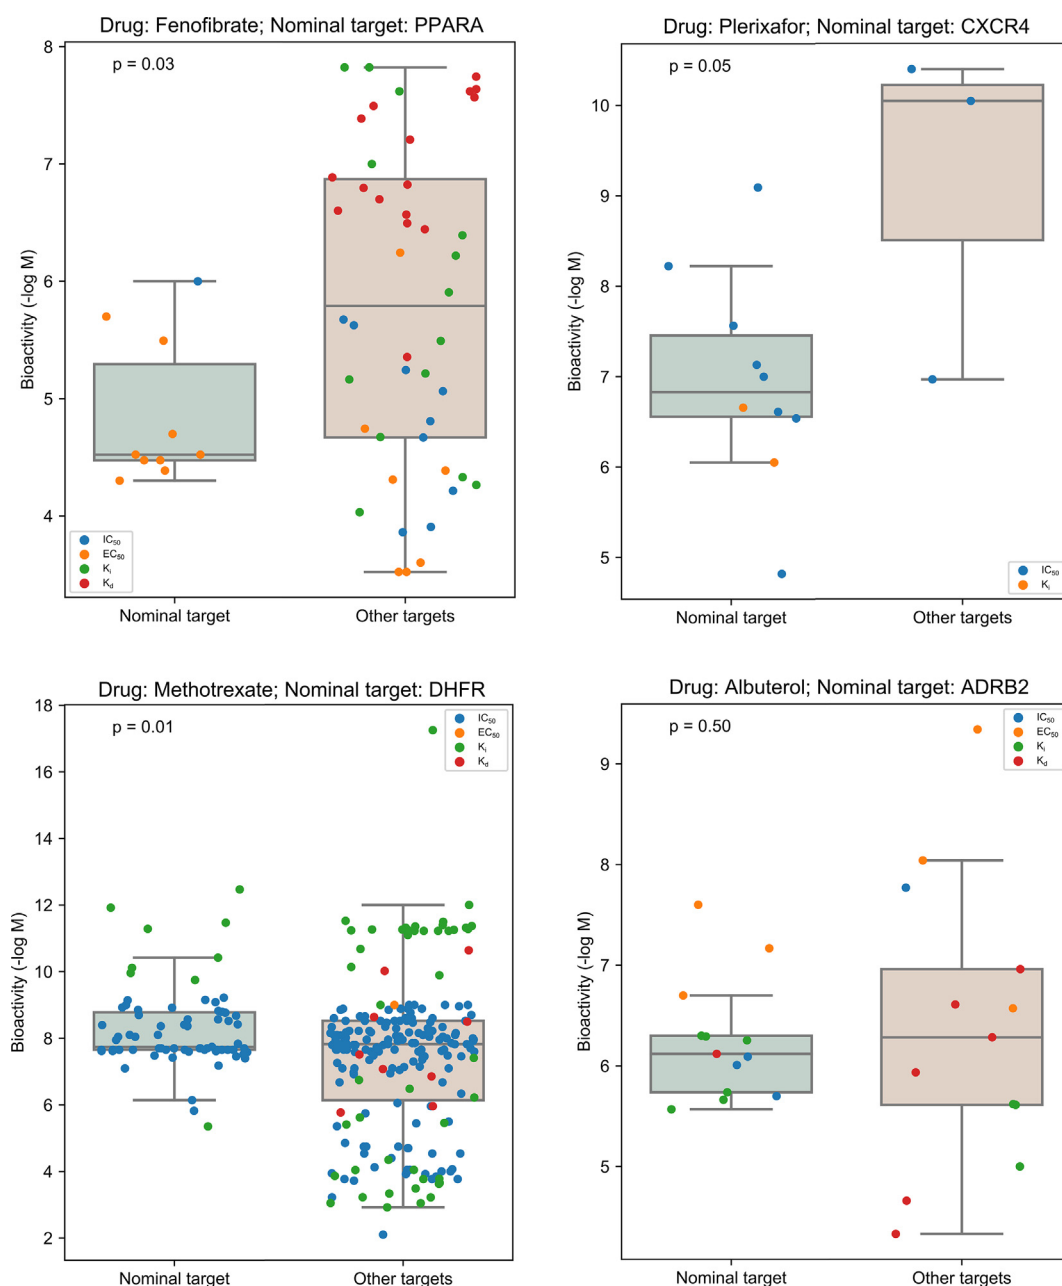 Drug: Fenofibrate; Nominal target: PPARA
p = 0.03
Bioactivity (-log M)
8
7
6
5
4
IC50
EC50
Ki
Kd
Nominal target
Other targets
Drug: Plerixafor; Nominal target: CXCR4
p = 0.05
Bioactivity (-log M)
10
9
8
7
6
5
IC50
Ki
Nominal target
Other targets
Drug: Methotrexate; Nominal target: DHFR
p = 0.01
Bioactivity (-log M)
18
16
14
12
10
8
6
4
2
IC50
EC50
Ki
Kd
Nominal target
Other targets
Drug: Albuterol; Nominal target: ADRB2
p = 0.50
Bioactivity (-log M)
9
8
7
6
5
IC50
EC50
Ki
Kd
Nominal target
Other targets